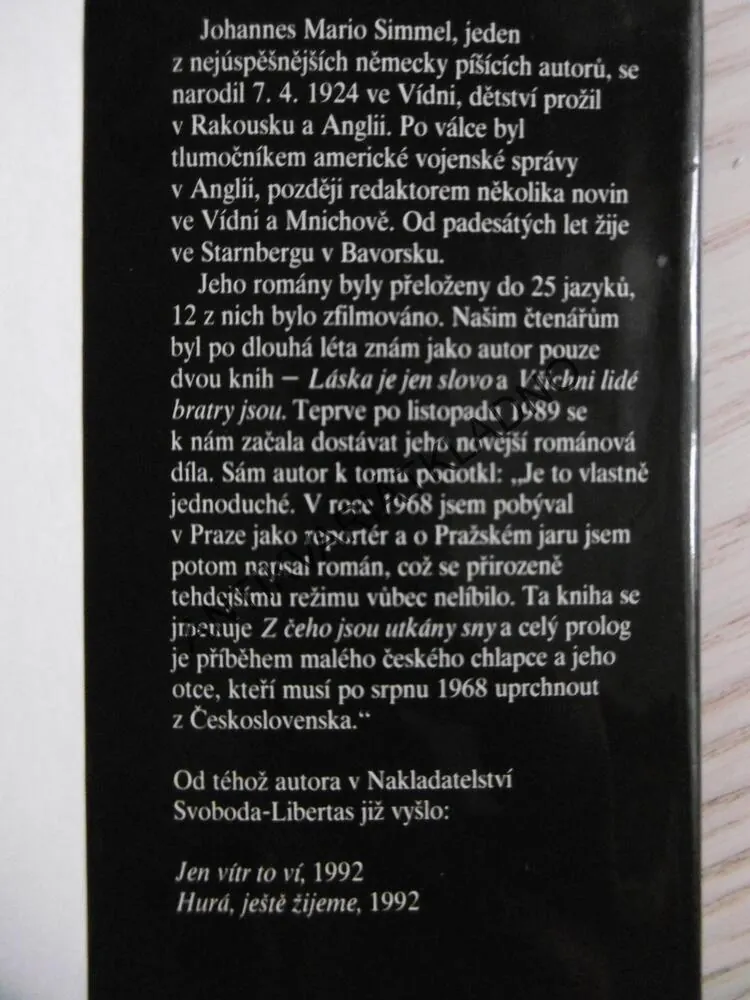 Johannes Mario Simmel, jeden
z nejúspěšnějších německy píšících autorů, se
narodil 7. 4. 1924 ve Vídni, dětství prožil
v Rakousku a Anglii. Po válce byl
tlumočníkem americké vojenské správy
v Anglii, později redaktorem několika novin
ve Vídni a Mnichově. Od padesátých let žije
ve Starnbergu v Bavorsku.
Jeho romány byly přeloženy do 25 jazyků,
12 z nich bylo zfilmováno. Našim čtenářům
byl po dlouhá léta znám jako autor pouze
dvou knih — Láska je jen slovo a Všichni lidé
bratry jsou. Teprve po listopadu 1989 se
k nám začala dostávat jeho novější románová
díla. Sám autor k tomu podotkl: „Je to vlastně
jednoduché. V roce 1968 jsem pobýval
v Praze jako reportér a o Pražském jaru jsem
potom napsal román, což se přirozeně
tehdejšímu režimu vůbec nelíbilo. Ta kniha se
jmenuje Z čeho jsou utkány sny a celý prolog
je příběhem malého českého chlapce a jeho
otce, kteří musí po srpnu 1968 uprchnout
z Československa.“
Od téhož autora v Nakladatelství
Svoboda-Libertas již vyšlo:
Jen vítr to ví, 1992
Hurá, ještě žijeme, 1992
ANTIKVARIATKLADNO